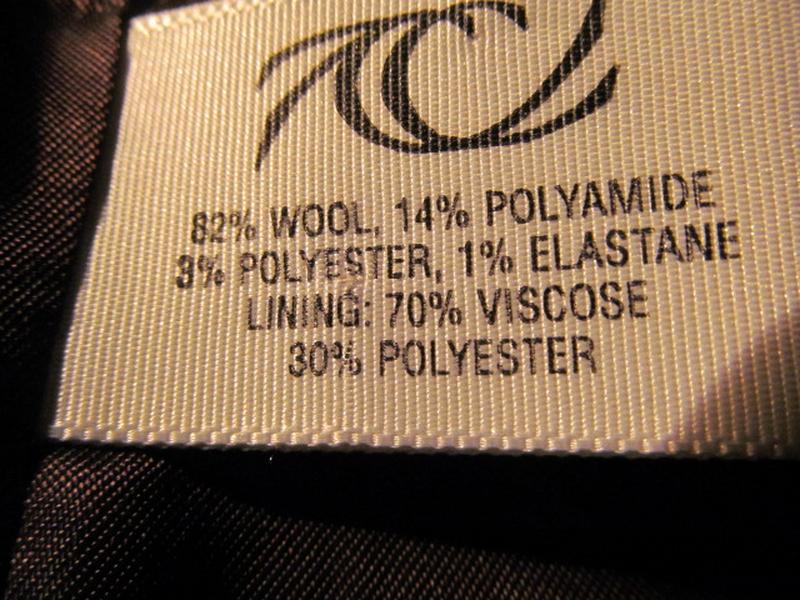 82% WOOL, 14% POLYAMIDE
3% POLYESTER, 1% ELASTANE
LINING: 70% VISCOSE
30% POLYESTER